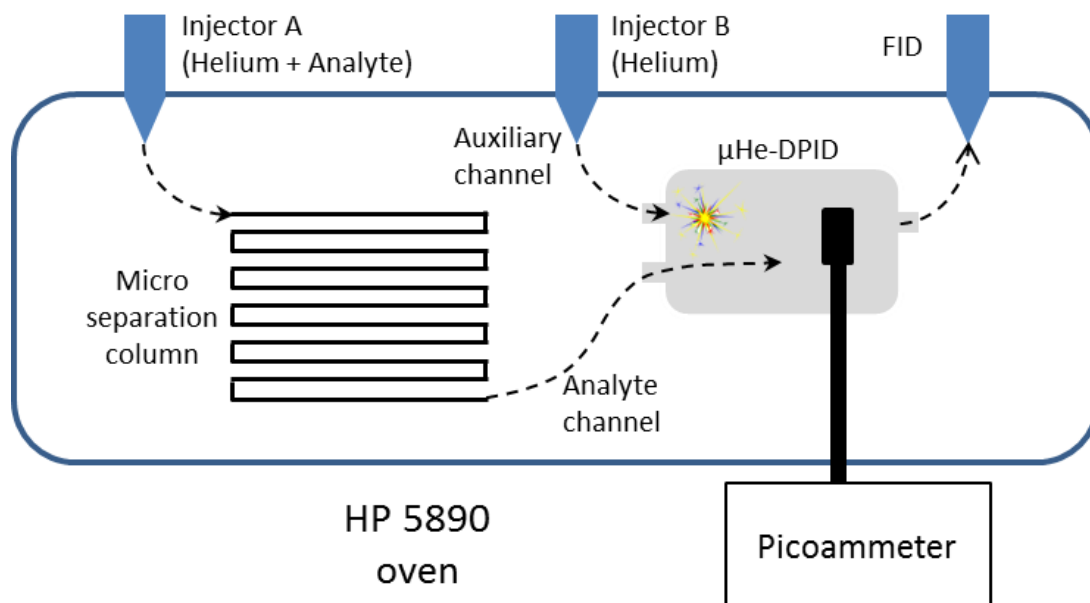 Injector A
(Helium + Analyte)
Injector B
(Helium)
FID
Auxiliary
channel
μHe-DPID
Micro
separation
column
Analyte
channel
HP 5890
oven
Picoammeter